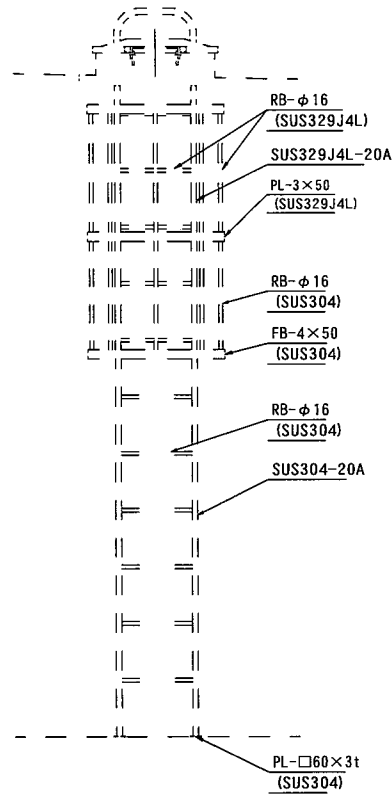 RB-φ16
(SUS329J4L)
SUS329J4L-20A
PL-3×50
(SUS329J4L)
RB-φ16
(SUS304)
FB-4×50
(SUS304)
RB-φ16
(SUS304)
SUS304-20A
PL-□60×3t
(SUS304)